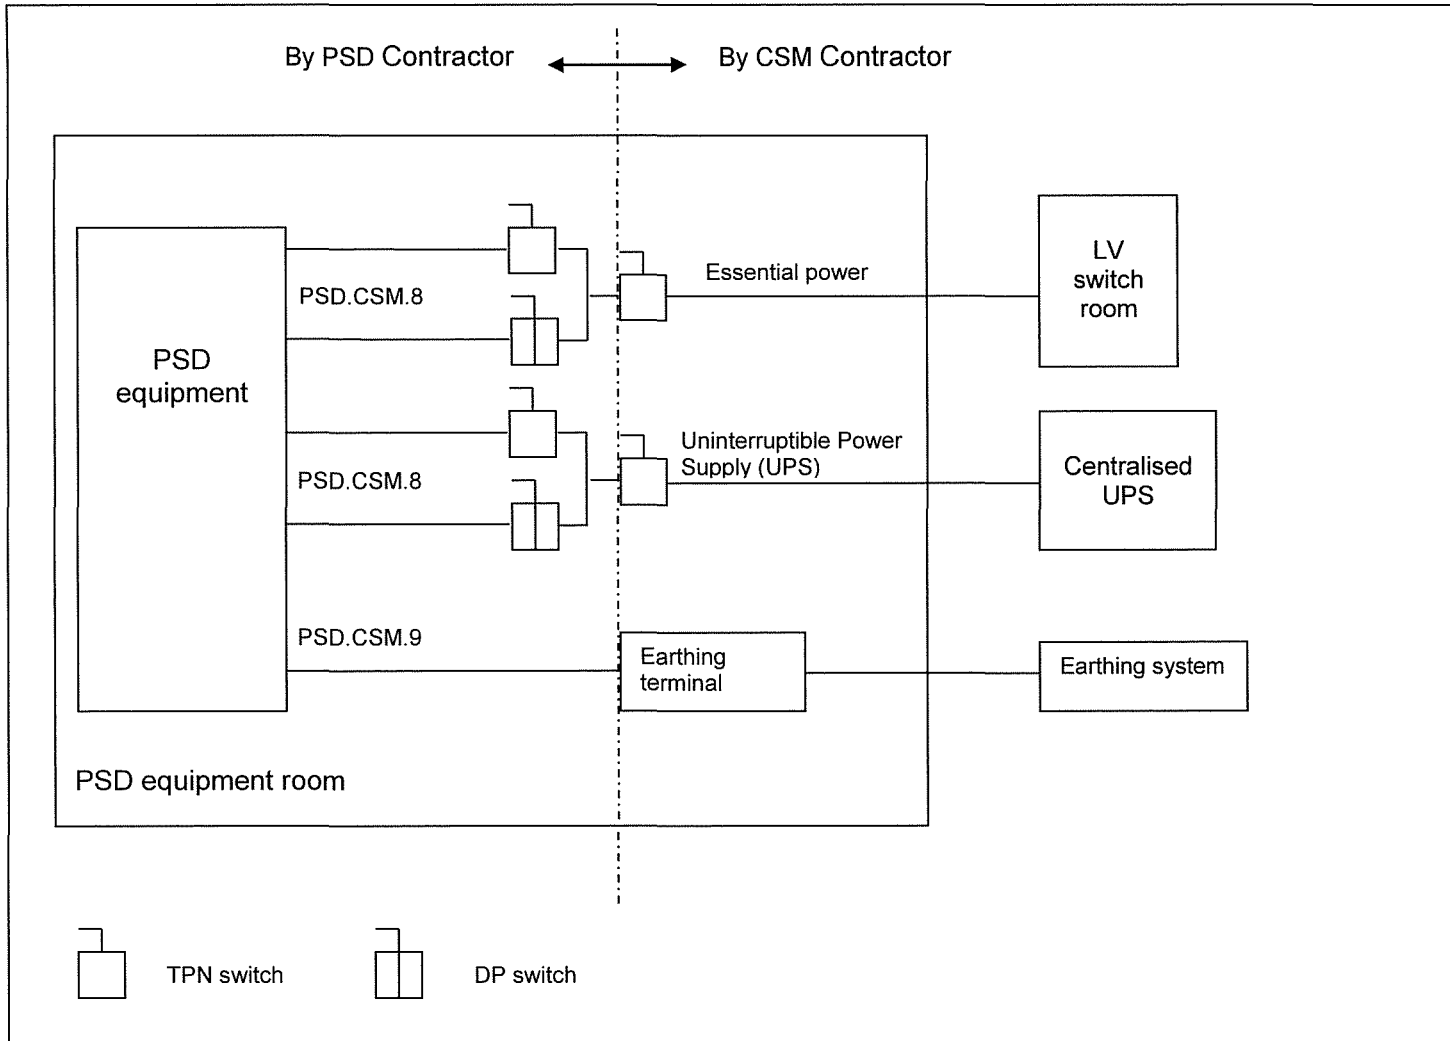 By PSD Contractor
By CSM Contractor
PSD.CSM.8
Essential power
LV
switch
room
PSD
equipment
Uninterruptible Power
Supply (UPS)
PSD.CSM.8
Centralised
UPS
PSD.CSM.9
Earthing
terminal
Earthing system
PSD equipment room
TPN switch
DP switch